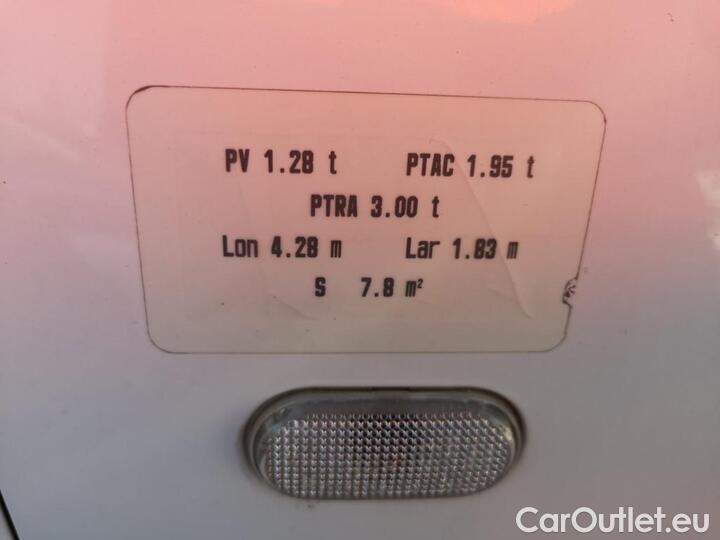 PV 1.28 t PTAC 1.95 t
PTRA 3.00 t
Lon 4.28 m Lar 1.83 m
S 7.8 m²
CarOutlet.eu